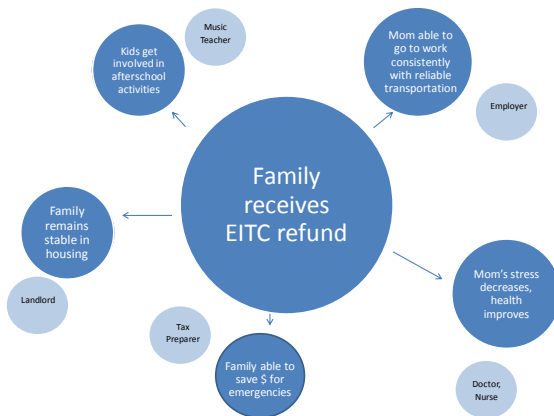 Music
Teacher
Kids get
involved in
afterschool
activities
Mom able to
go to work
consistently
with reliable
transportation
Employer
Family
receives
EITC refund
Family
remains
stable in
housing
Landlord
Mom's stress
decreases,
health
improves
Tax
Preparer
Family able to
save $ for
emergencies
Doctor,
Nurse